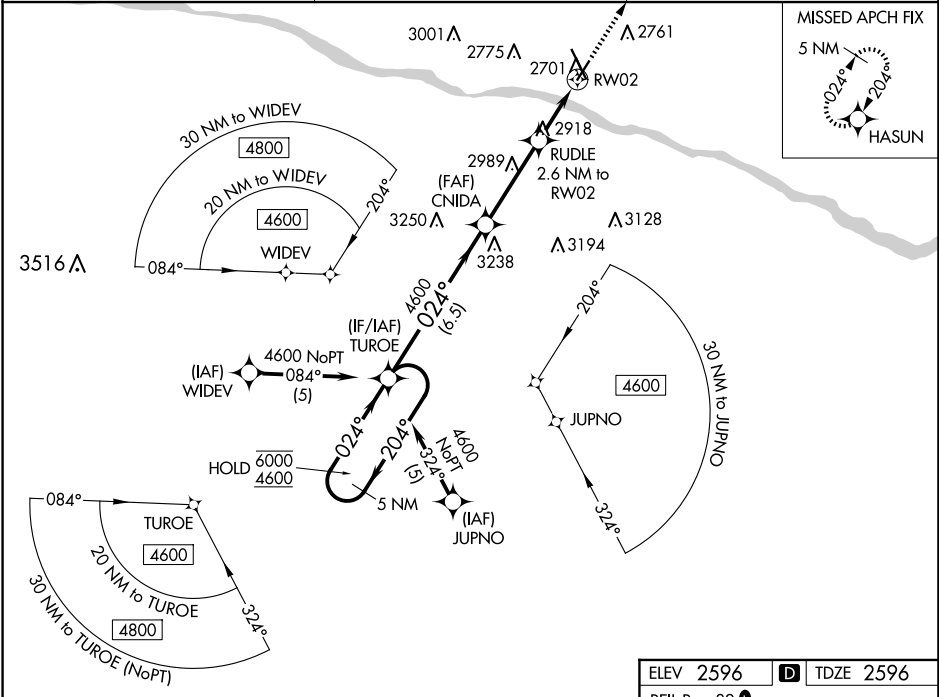 MISSED APCH FIX
5 NM
024°
204°
HASUN
3001
2775
2761
2701
RW02
2918
RUDLE
2.6 NM to
RW02
2989
(FAF)
CNIDA
3250
3238
3128
3194
30 NM to WIDEV
4800
20 NM to WIDEV
4600
204°
WIDEV
084°
3516
4600
024°
(6.5)
(IF/IAF)
TUROE
(IAF)
WIDEV
4600 NoPT
084°
(5)
024°
204°
HOLD 6000
4600
5 NM
4600
NoPT
324°
(5)
(IAF)
JUPNO
204°
30 NM to JUPNO
4600
JUPNO
324°
084°
TUROE
4600
20 NM to TUROE
324°
4800
30 NM to TUROE (NoPT)
ELEV 2596 D TDZE 2596